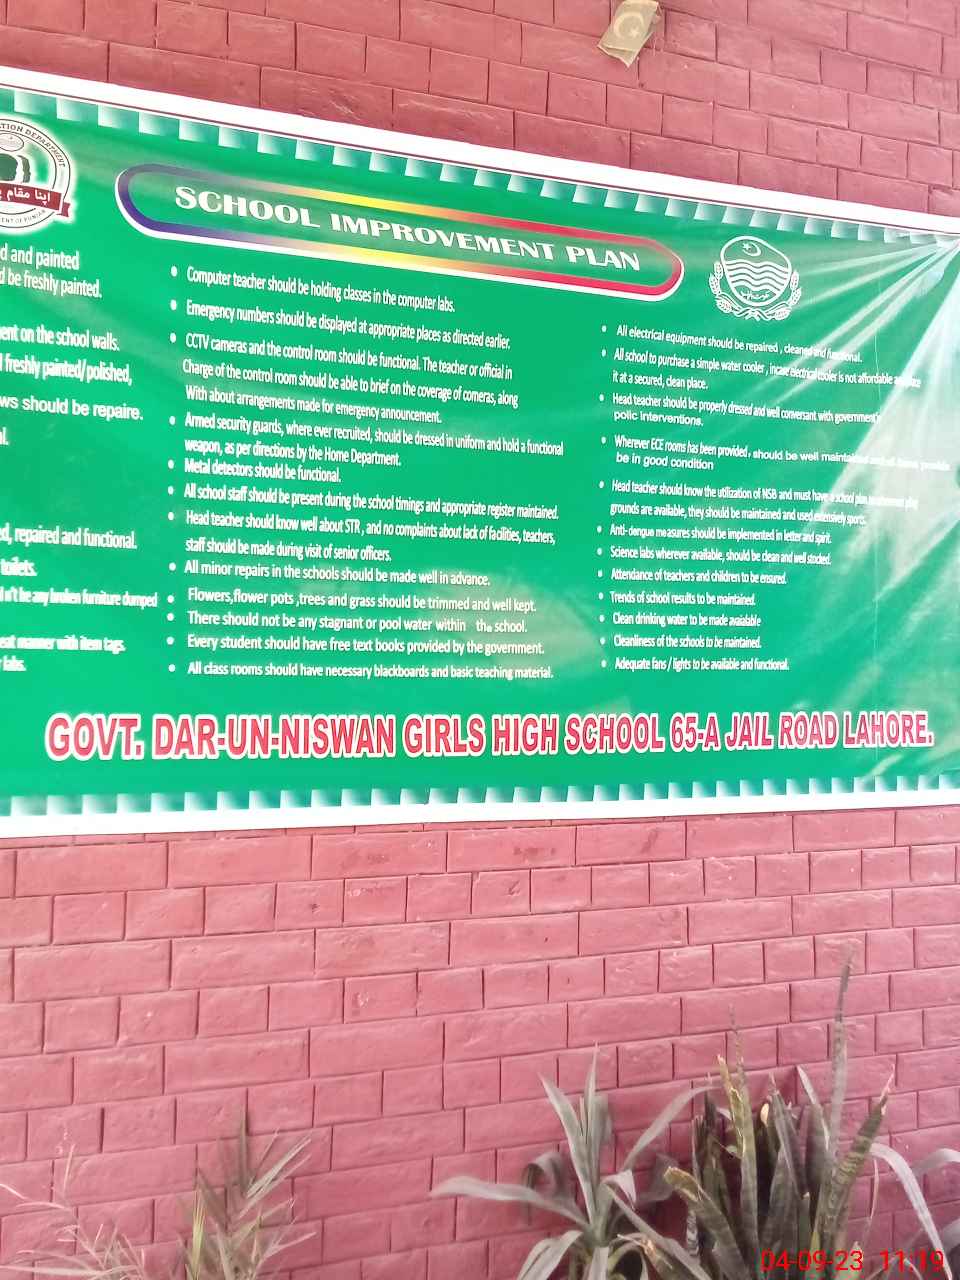 SCHOOL IMPROVEMENT PLAN
اپنا مقام
d and painted
d be freshly painted.
ent on the school walls.
freshly painted/polished,
ws should be repaire.
al.
ed, repaired and functional.
toilets.
n't be any broken furniture dumped
eat manner with item tags.
labs.
• Computer teacher should be holding classes in the computer labs.
• Emergency numbers should be displayed at appropriate places as directed earlier.
• CCTV cameras and the control room should be functional. The teacher or official in
Charge of the control room should be able to brief on the coverage of comeras, along
With about arrangements made for emergency announcement.
• Armed security guards, where ever recruited, should be dressed in uniform and hold a functional
weapon, as per directions by the Home Department.
• Metal detectors should be functional.
• All school staff should be present during the school timings and appropriate register maintained.
• Head teacher should know well about STR, and no complaints about lack of facilities, teachers,
staff should be made during visit of senior officers.
• All minor repairs in the schools should be made well in advance.
• Flowers,flower pots ,trees and grass should be trimmed and well kept.
• There should not be any stagnant or pool water within the school.
• Every student should have free text books provided by the government.
• All class rooms should have necessary blackboards and basic teaching material.
• All electrical equipment should be repaired , cleaned and functional.
• All school to purchase a simple water cooler , incase electrical cooler is not affordable
it at a secured, clean place.
• Head teacher should be properly dressed and well conversant with government's
polic interventions.
• Wherever ECE rooms has been provided, should be well maintained
be in good condition
• Head teacher should know the utilization of NSB and must have a school plan
grounds are available, they should be maintained and used extensively sports.
• Anti-dangue measures should be implemented in letter and spirit.
• Science labs wherever available, should be clean and well stocked.
• Attendance of teachers and children to be ensured.
• Trends of school results to be maintained.
• Clean drinking water to be made avaialable
• Cleanliness of the schools to be maintained.
• Adequate fans / lights to be available and functional.
GOVT. DAR-UN-NISWAN GIRLS HIGH SCHOOL 65-A JAIL ROAD LAHORE.
04-09-23 11:19